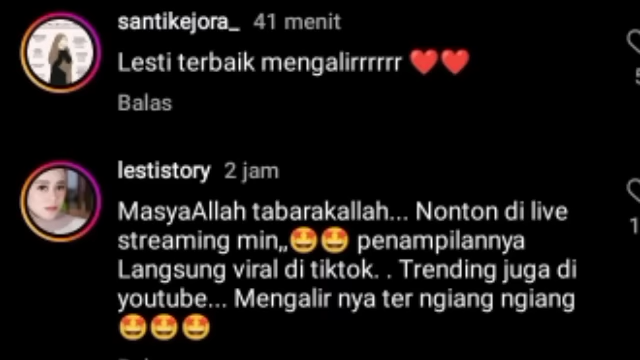 santikejora_ 41 menit
Lesti terbaik mengalirrrrrr ❤️❤️
Balas
lestistory 2 jam
MasyaAllah tabarakallah... Nonton di live
streaming min,,🤩🤩 penampilannya
Langsung viral di tiktok. . Trending juga di
youtube... Mengalir nya ter ngiang ngiang
🤩🤩🤩